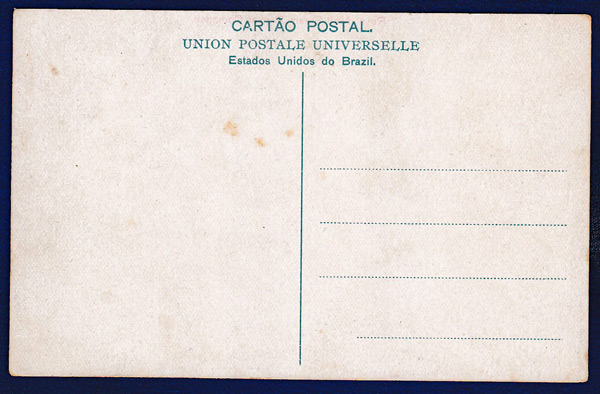 CARTÃO POSTAL.
UNION POSTALE UNIVERSELLE
Estados Unidos do Brazil.